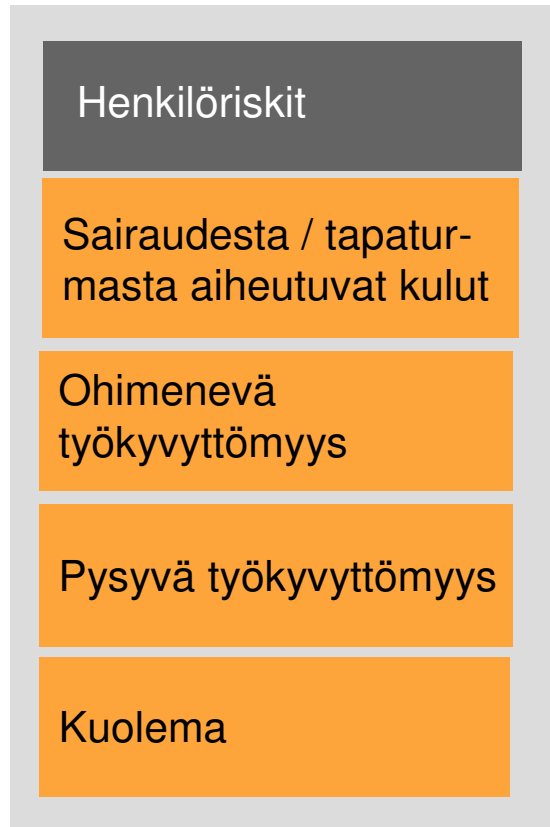 Henkilöriskit
Sairaudesta / tapatur-
masta aiheutuvat kulut
Ohimenevä
työkyvyttömyys
Pysyvä työkyvyttömyys
Kuolema